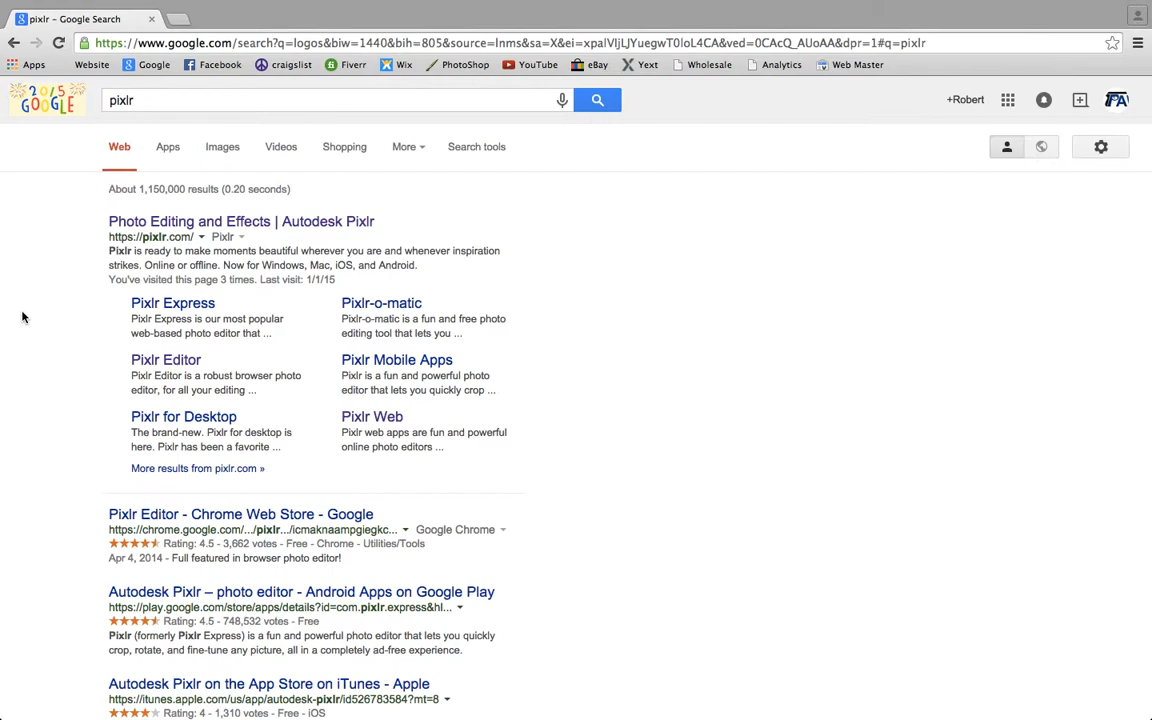 pixlr - Google Search
https://www.google.com/search?q=logos&biw=1440&bih=805&source=lnms&sa=X&ei=xpalVljLJYuegwT0loL4CA&ved=0CAcQ_AUoAA&dpr=1#q=pixlr
Apps Website Google Facebook craigslist Fiverr Wix PhotoShop YouTube eBay Yext Wholesale Analytics Web Master
2015
GOOGLE
pixlr
+Robert
Web Apps Images Videos Shopping More Search tools
About 1,150,000 results (0.20 seconds)
Photo Editing and Effects | Autodesk Pixlr
https://pixlr.com/ Pixlr
Pixlr is ready to make moments beautiful wherever you are and whenever inspiration
strikes. Online or offline. Now for Windows, Mac, iOS, and Android.
You've visited this page 3 times. Last visit: 1/1/15
Pixlr Express
Pixlr Express is our most popular
web-based photo editor that ...
Pixlr-o-matic
Pixlr-o-matic is a fun and free photo
editing tool that lets you ...
Pixlr Editor
Pixlr Editor is a robust browser photo
editor, for all your editing ...
Pixlr Mobile Apps
Pixlr is a fun and powerful photo
editor that lets you quickly crop ...
Pixlr for Desktop
The brand-new. Pixlr for desktop is
here. Pixlr has been a favorite ...
Pixlr Web
Pixlr web apps are fun and powerful
online photo editors ...
More results from pixlr.com »
Pixlr Editor - Chrome Web Store - Google
https://chrome.google.com/.../pixlr.../icmaknaampgiegkc... Google Chrome
Rating: 4.5 - 3,662 votes - Free - Chrome - Utilities/Tools
Apr 4, 2014 - Full featured in browser photo editor!
Autodesk Pixlr – photo editor - Android Apps on Google Play
https://play.google.com/store/apps/details?id=com.pixlr.express&hl...
Rating: 4.5 - 748,532 votes - Free
Pixlr (formerly Pixlr Express) is a fun and powerful photo editor that lets you quickly
crop, rotate, and fine-tune any picture, all in a completely ad-free experience.
Autodesk Pixlr on the App Store on iTunes - Apple
https://itunes.apple.com/us/app/autodesk-pixlr/id526783584?mt=8
Rating: 4 - 1,310 votes - Free - iOS